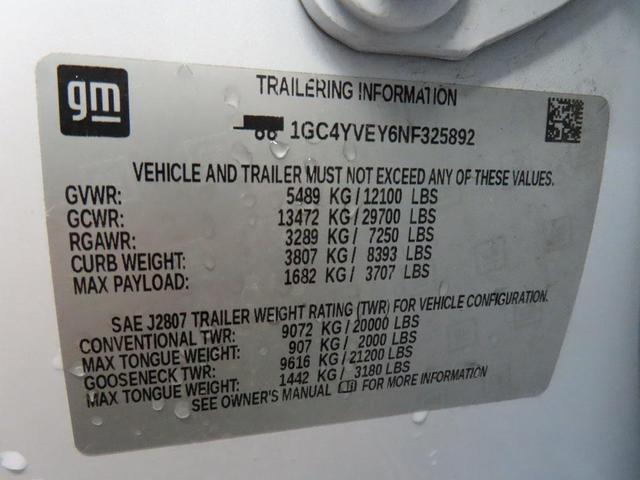 gm
TRAILERING INFORMATION
1GC4YVEY6NF325892
VEHICLE AND TRAILER MUST NOT EXCEED ANY OF THESE VALUES.
GVWR: 5489 KG / 12100 LBS
GCWR: 13472 KG / 29700 LBS
RGAWR: 3289 KG / 7250 LBS
CURB WEIGHT: 3807 KG / 8393 LBS
MAX PAYLOAD: 1682 KG / 3707 LBS
SAE J2807 TRAILER WEIGHT RATING (TWR) FOR VEHICLE CONFIGURATION.
CONVENTIONAL TWR: 9072 KG / 20000 LBS
MAX TONGUE WEIGHT: 907 KG / 2000 LBS
GOOSENECK TWR: 9616 KG / 21200 LBS
MAX TONGUE WEIGHT: 1442 KG / 3180 LBS
SEE OWNER'S MANUAL FOR MORE INFORMATION